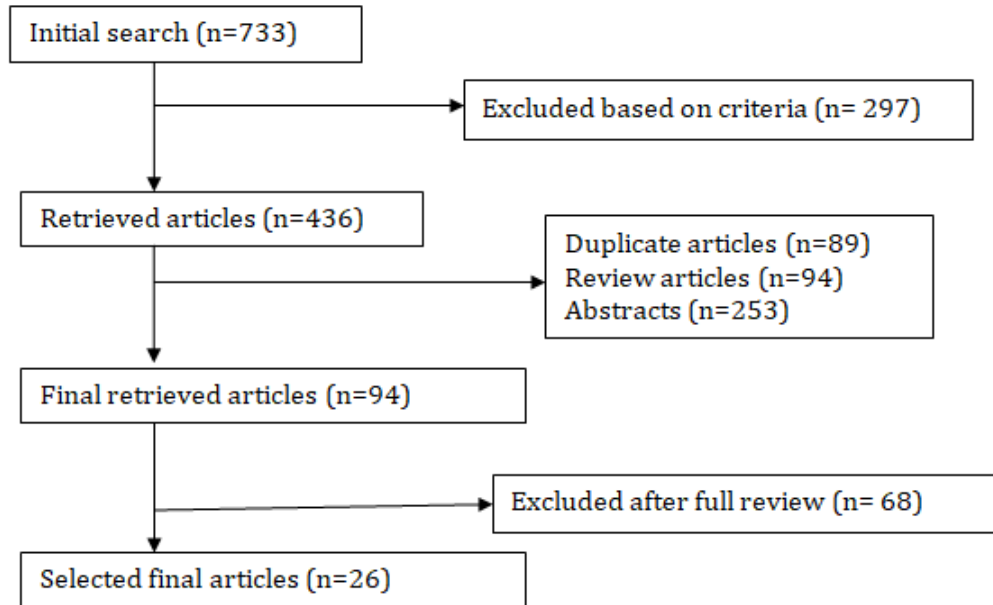 Initial search (n=733)
Excluded based on criteria (n= 297)
Retrieved articles (n=436)
Duplicate articles (n=89)
Review articles (n=94)
Abstracts (n=253)
Final retrieved articles (n=94)
Excluded after full review (n= 68)
Selected final articles (n=26)